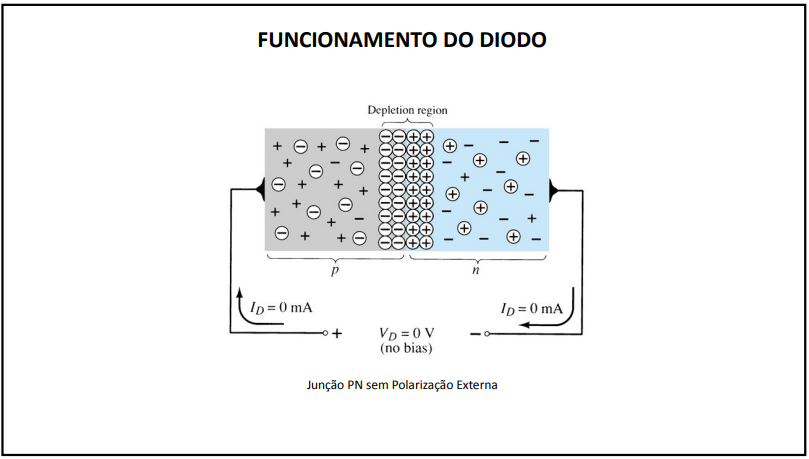 FUNCIONAMENTO DO DIODO
Depletion region
p
n
I_D = 0 mA
I_D = 0 mA
+ V_D = 0 V −
(no bias)
Junção PN sem Polarização Externa